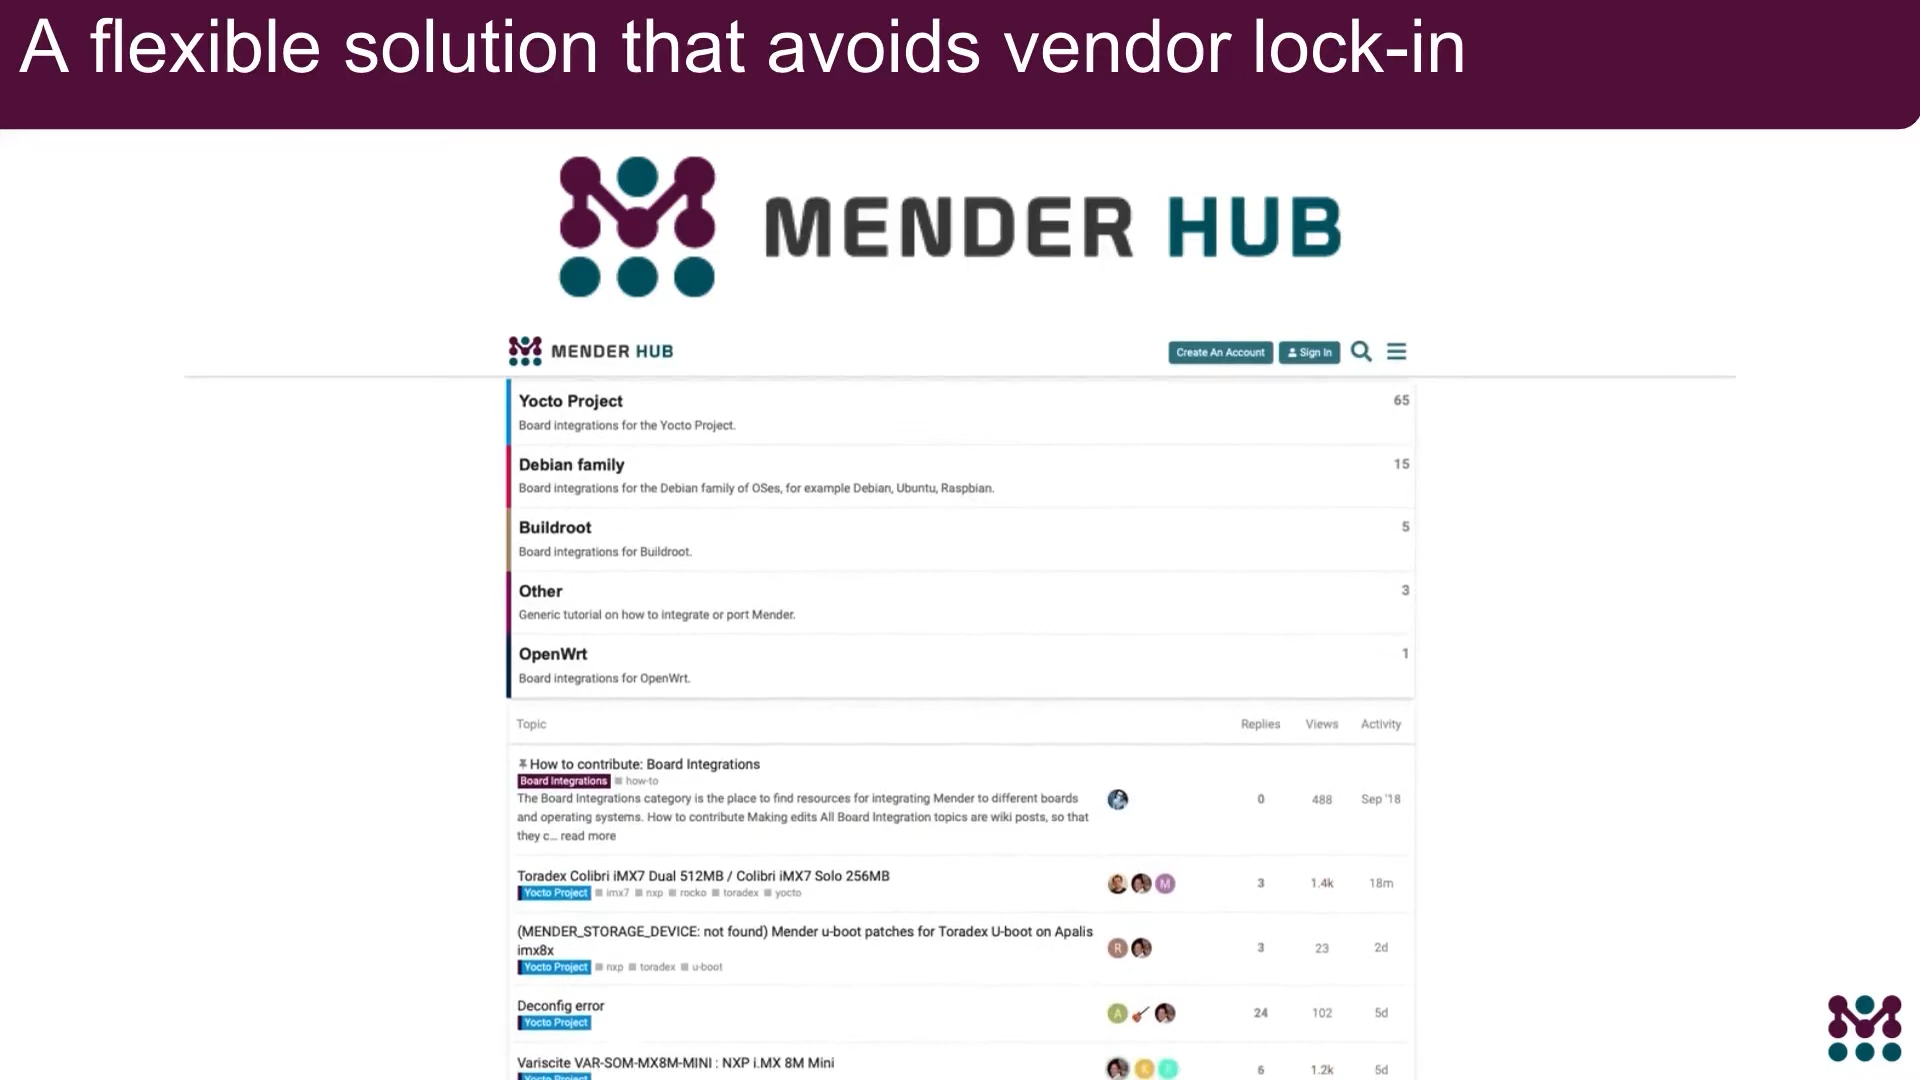 A flexible solution that avoids vendor lock-in
MENDER HUB
MENDER HUB
Create An Account
Sign In
Yocto Project
65
Board integrations for the Yocto Project.
Debian family
15
Board integrations for the Debian family of OSes, for example Debian, Ubuntu, Raspbian.
Buildroot
5
Board integrations for Buildroot.
Other
3
Generic tutorial on how to integrate or port Mender.
OpenWrt
1
Board integrations for OpenWrt.
Topic Replies Views Activity
How to contribute: Board Integrations
Board Integrations how-to
The Board Integrations category is the place to find resources for integrating Mender to different boards
and operating systems. How to contribute Making edits All Board Integration topics are wiki posts, so that
they c... read more
0 488 Sep '18
Toradex Colibri iMX7 Dual 512MB / Colibri iMX7 Solo 256MB
Yocto Project imx7 nxp rocko toradex yocto
M 3 1.4k 18m
(MENDER_STORAGE_DEVICE: not found) Mender u-boot patches for Toradex U-boot on Apalis
imx8x
Yocto Project nxp toradex u-boot
R 3 23 2d
Deconfig error
Yocto Project
A 24 102 5d
Variscite VAR-SOM-MX8M-MINI : NXP i.MX 8M Mini
K 6 1.2k 5d
Yocto Project